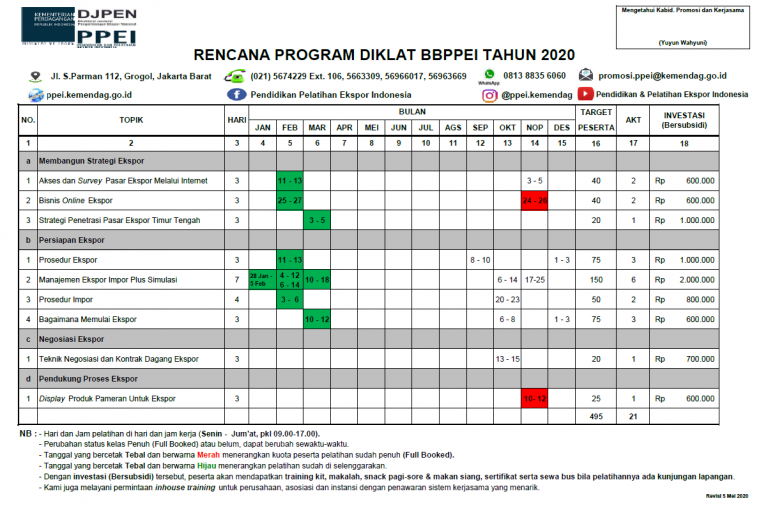 Mengetahui Kabid. Promosi dan Kerjasama
(Yuyun Wahyuni)
KEMENTERIAN
PERDAGANGAN
REPUBLIK INDONESIA
DJPEN
PPEI
RENCANA PROGRAM DIKLAT BBPPEI TAHUN 2020
Jl. S.Parman 112, Grogol, Jakarta Barat (021) 5674229 Ext. 106, 5663309, 56966017, 56963669 WhatsApp 0813 8835 6060 promosi.ppei@kemendag.go.id
ppei.kemendag.go.id Pendidikan Pelatihan Ekspor Indonesia @ppei.kemendag Pendidikan & Pelatihan Ekspor Indonesia
NO. TOPIK HARI BULAN TARGET PESERTA AKT INVESTASI (Bersubsidi)
JAN FEB MAR APR MEI JUN JUL AGS SEP OKT NOP DES
1 2 3 4 5 6 7 8 9 10 11 12 13 14 15 16 17 18
a Membangun Strategi Ekspor
1 Akses dan Survey Pasar Ekspor Melalui Internet 3 11 - 13 3 - 5 40 2 Rp 600.000
2 Bisnis Online Ekspor 3 25 - 27 24 - 26 40 2 Rp 600.000
3 Strategi Penetrasi Pasar Ekspor Timur Tengah 3 3 - 5 20 1 Rp 1.000.000
b Persiapan Ekspor
1 Prosedur Ekspor 3 11 - 13 8 - 10 1 - 3 75 3 Rp 1.000.000
2 Manajemen Ekspor Impor Plus Simulasi 7 28 Jan - 5 Feb 4 - 12 6 - 14 10 - 18 6 - 14 17-25 150 6 Rp 2.000.000
3 Prosedur Impor 4 3 - 6 20 - 23 50 2 Rp 800.000
4 Bagaimana Memulai Ekspor 3 10 - 12 6 - 8 1 - 3 75 3 Rp 600.000
c Negosiasi Ekspor
1 Teknik Negosiasi dan Kontrak Dagang Ekspor 3 13 - 15 20 1 Rp 700.000
d Pendukung Proses Ekspor
1 Display Produk Pameran Untuk Ekspor 3 10- 12 25 1 Rp 600.000
495 21
NB : - Hari dan Jam pelatihan di hari dan jam kerja (Senin - Jum'at, pkl 09.00-17.00).
- Perubahan status kelas Penuh (Full Booked) atau belum, dapat berubah sewaktu-waktu.
- Tanggal yang bercetak Tebal dan berwarna Merah menerangkan kuota peserta pelatihan sudah penuh (Full Booked).
- Tanggal yang bercetak Tebal dan berwarna Hijau menerangkan pelatihan sudah di selenggarakan.
- Dengan investasi (Bersubsidi) tersebut, peserta akan mendapatkan training kit, makalah, snack pagi-sore & makan siang, sertifikat serta sewa bus bila pelatihannya ada kunjungan lapangan.
- Kami juga melayani permintaan inhouse training untuk perusahaan, asosiasi dan instansi dengan penawaran sistem kerjasama yang menarik.
Revisi 5 Mei 2020